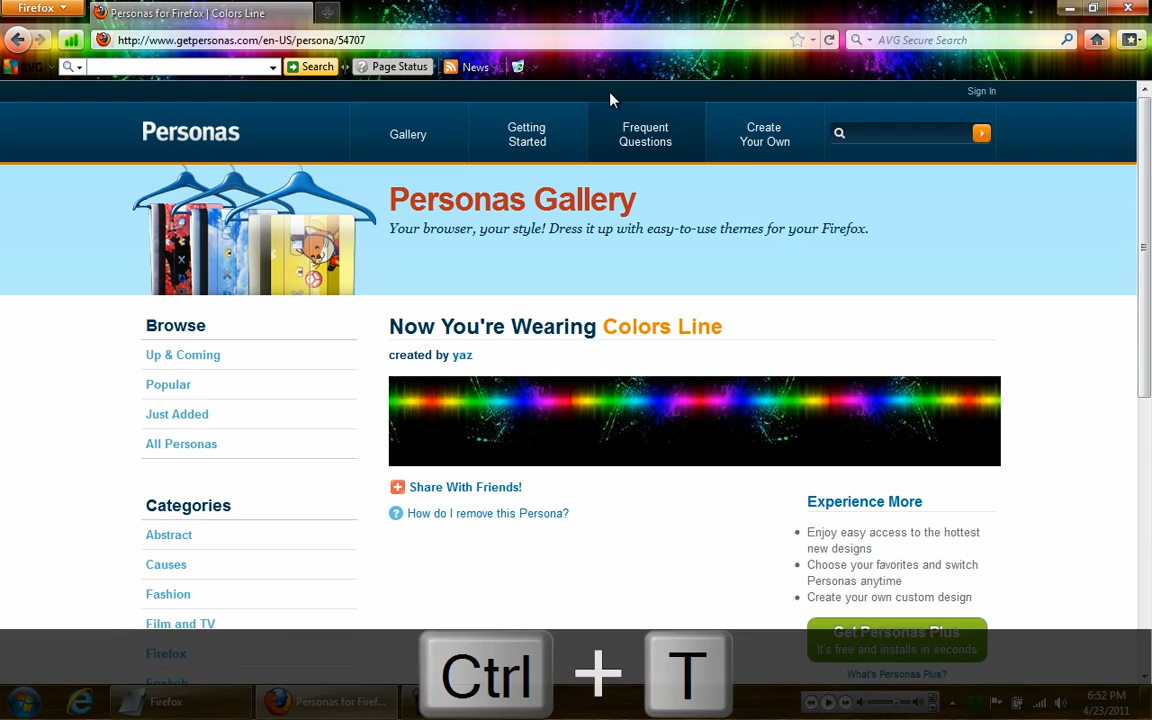 Firefox
Personas for Firefox | Colors Line
http://www.getpersonas.com/en-US/persona/54707
AVG Secure Search
AVG
Search
Page Status
News
Sign In
Personas
Gallery
Getting
Started
Frequent
Questions
Create
Your Own
Personas Gallery
Your browser, your style! Dress it up with easy-to-use themes for your Firefox.
Browse
Up & Coming
Popular
Just Added
All Personas
Categories
Abstract
Causes
Fashion
Film and TV
Firefox
Now You're Wearing Colors Line
created by yaz
Share With Friends!
How do I remove this Persona?
Experience More
Enjoy easy access to the hottest
new designs
Choose your favorites and switch
Personas anytime
Create your own custom design
Get Personas Plus
It's free and installs in seconds
What's Personas Plus?
Ctrl + T
Firefox
Personas for Firef...
6:52 PM
4/23/2011